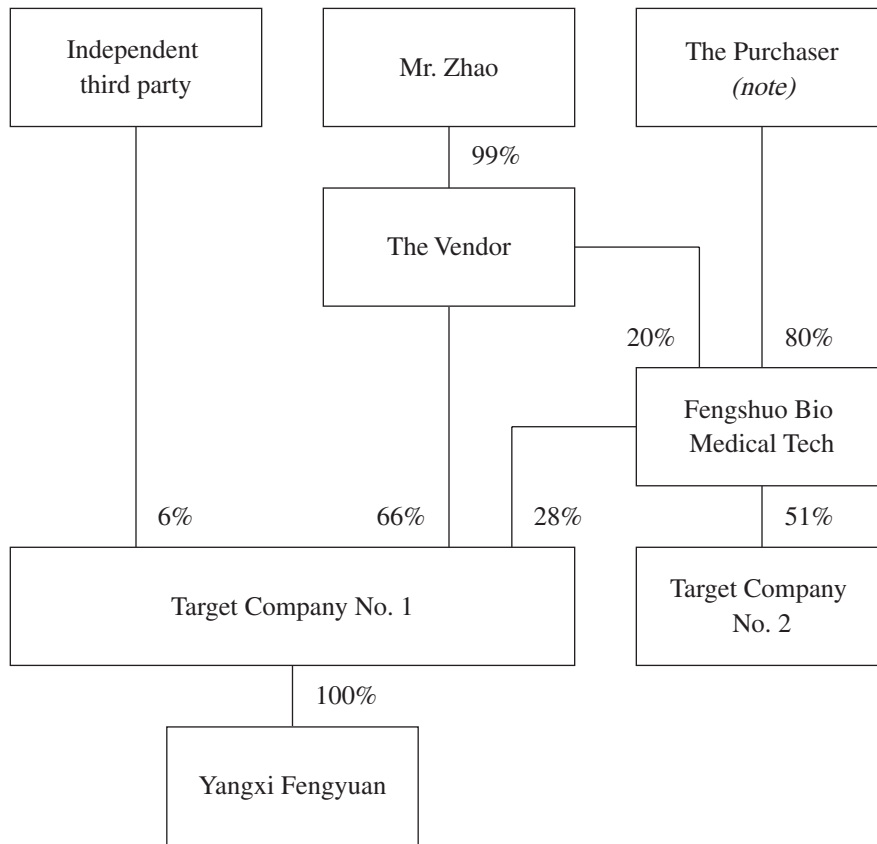 Independent
third party
Mr. Zhao
The Purchaser
(note)
99%
The Vendor
20%
80%
Fengshuo Bio
Medical Tech
6%
66%
28%
51%
Target Company No. 1
Target Company
No. 2
100%
Yangxi Fengyuan